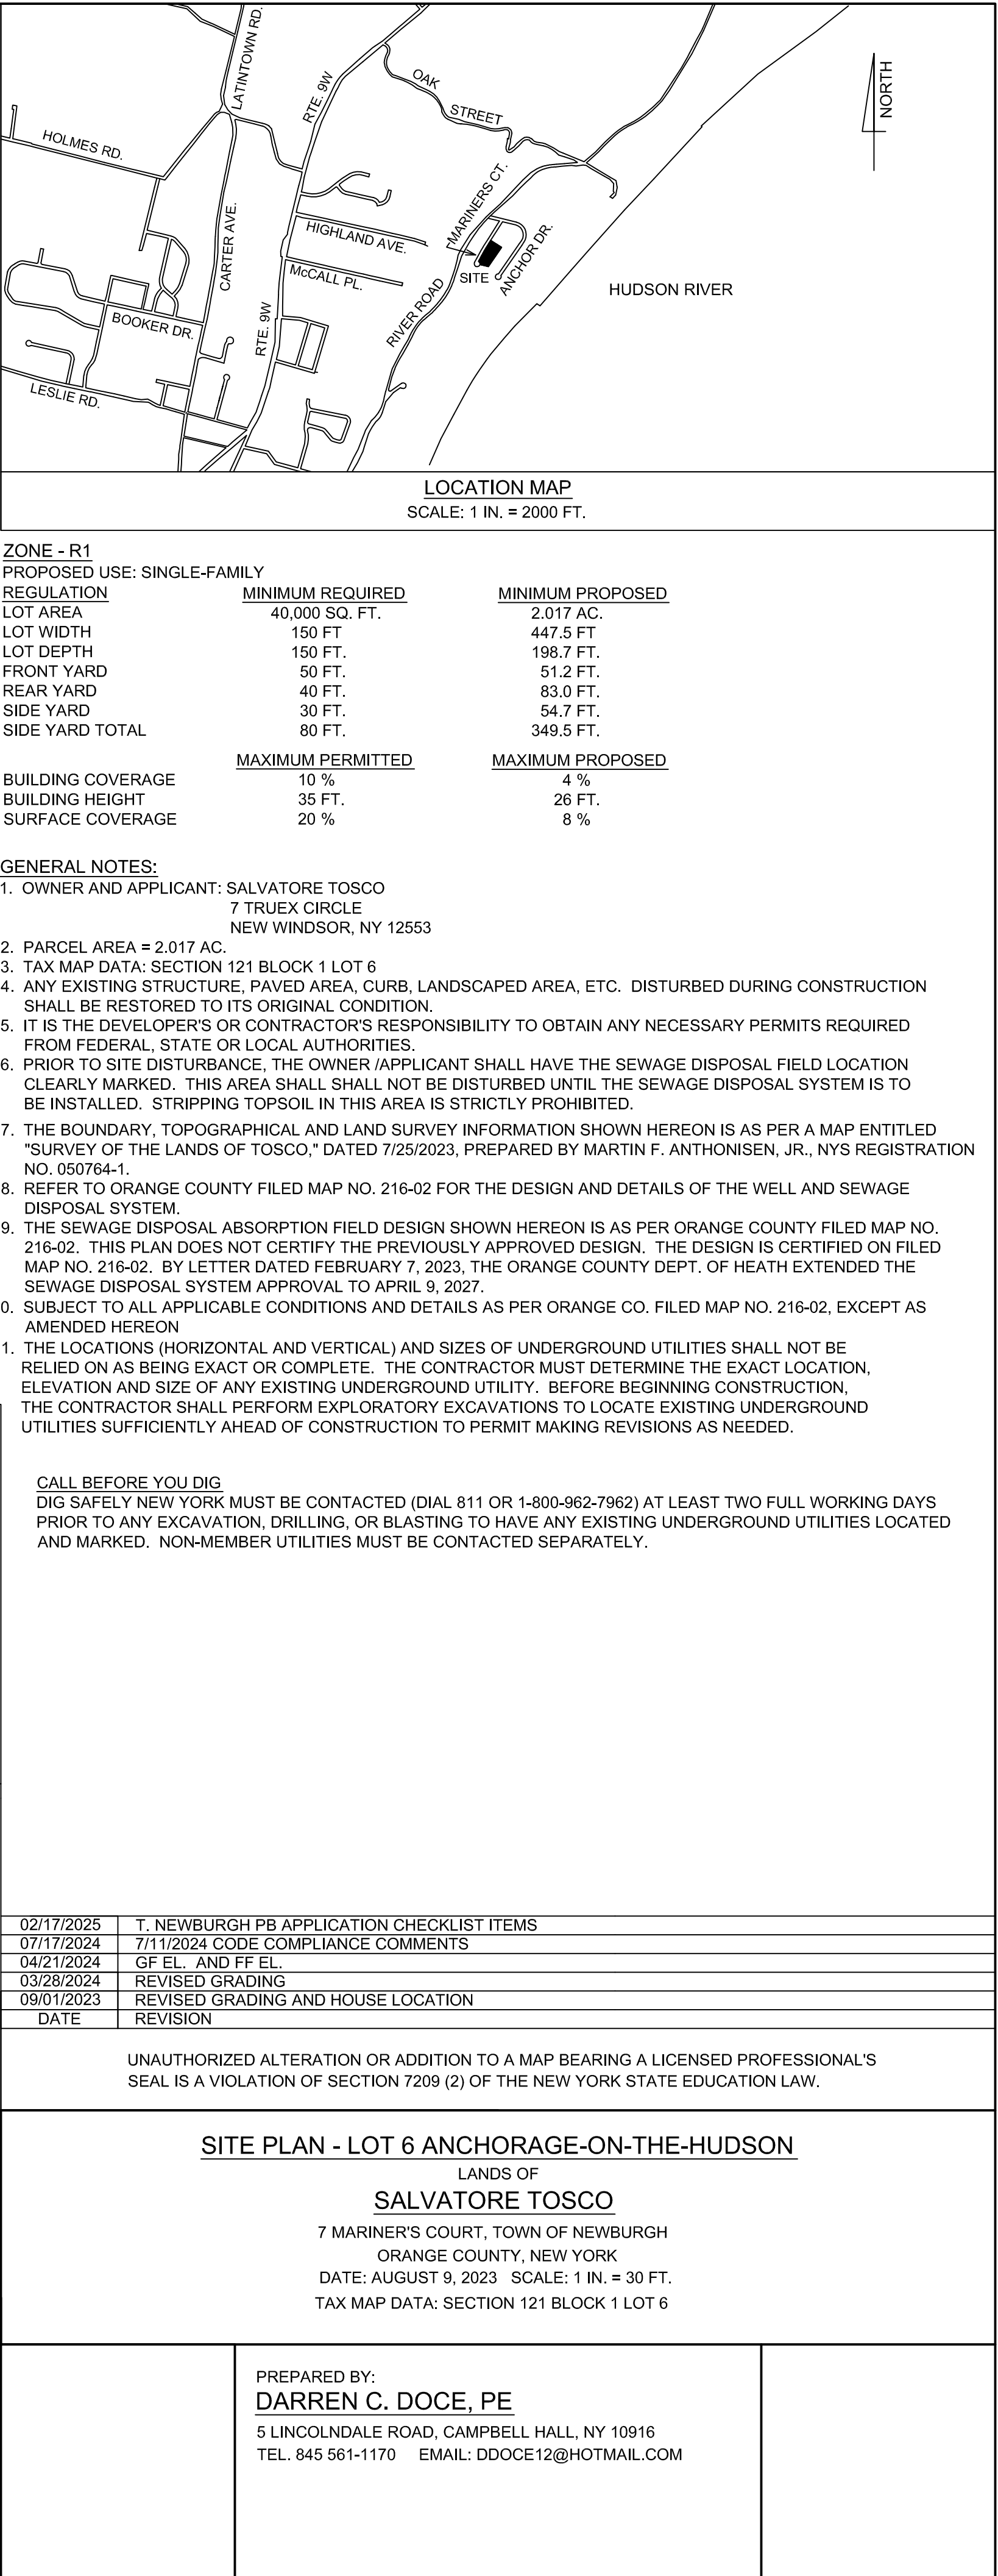 LATINTOWN RD.
RTE. 9W
OAK
STREET
NORTH
HOLMES RD.
MARINERS CT.
CARTER AVE.
HIGHLAND AVE.
ANCHOR DR.
McCALL PL.
SITE
HUDSON RIVER
RIVER ROAD
BOOKER DR.
RTE. 9W
LESLIE RD.
LOCATION MAP
SCALE: 1 IN. = 2000 FT.
ZONE - R1
PROPOSED USE: SINGLE-FAMILY
REGULATION MINIMUM REQUIRED MINIMUM PROPOSED
LOT AREA 40,000 SQ. FT. 2.017 AC.
LOT WIDTH 150 FT 447.5 FT
LOT DEPTH 150 FT. 198.7 FT.
FRONT YARD 50 FT. 51.2 FT.
REAR YARD 40 FT. 83.0 FT.
SIDE YARD 30 FT. 54.7 FT.
SIDE YARD TOTAL 80 FT. 349.5 FT.
MAXIMUM PERMITTED MAXIMUM PROPOSED
BUILDING COVERAGE 10 % 4 %
BUILDING HEIGHT 35 FT. 26 FT.
SURFACE COVERAGE 20 % 8 %
GENERAL NOTES:
1. OWNER AND APPLICANT: SALVATORE TOSCO
7 TRUEX CIRCLE
NEW WINDSOR, NY 12553
2. PARCEL AREA = 2.017 AC.
3. TAX MAP DATA: SECTION 121 BLOCK 1 LOT 6
4. ANY EXISTING STRUCTURE, PAVED AREA, CURB, LANDSCAPED AREA, ETC. DISTURBED DURING CONSTRUCTION
SHALL BE RESTORED TO ITS ORIGINAL CONDITION.
5. IT IS THE DEVELOPER'S OR CONTRACTOR'S RESPONSIBILITY TO OBTAIN ANY NECESSARY PERMITS REQUIRED
FROM FEDERAL, STATE OR LOCAL AUTHORITIES.
6. PRIOR TO SITE DISTURBANCE, THE OWNER /APPLICANT SHALL HAVE THE SEWAGE DISPOSAL FIELD LOCATION
CLEARLY MARKED. THIS AREA SHALL SHALL NOT BE DISTURBED UNTIL THE SEWAGE DISPOSAL SYSTEM IS TO
BE INSTALLED. STRIPPING TOPSOIL IN THIS AREA IS STRICTLY PROHIBITED.
7. THE BOUNDARY, TOPOGRAPHICAL AND LAND SURVEY INFORMATION SHOWN HEREON IS AS PER A MAP ENTITLED
"SURVEY OF THE LANDS OF TOSCO," DATED 7/25/2023, PREPARED BY MARTIN F. ANTHONISEN, JR., NYS REGISTRATION
NO. 050764-1.
8. REFER TO ORANGE COUNTY FILED MAP NO. 216-02 FOR THE DESIGN AND DETAILS OF THE WELL AND SEWAGE
DISPOSAL SYSTEM.
9. THE SEWAGE DISPOSAL ABSORPTION FIELD DESIGN SHOWN HEREON IS AS PER ORANGE COUNTY FILED MAP NO.
216-02. THIS PLAN DOES NOT CERTIFY THE PREVIOUSLY APPROVED DESIGN. THE DESIGN IS CERTIFIED ON FILED
MAP NO. 216-02. BY LETTER DATED FEBRUARY 7, 2023, THE ORANGE COUNTY DEPT. OF HEATH EXTENDED THE
SEWAGE DISPOSAL SYSTEM APPROVAL TO APRIL 9, 2027.
0. SUBJECT TO ALL APPLICABLE CONDITIONS AND DETAILS AS PER ORANGE CO. FILED MAP NO. 216-02, EXCEPT AS
AMENDED HEREON
1. THE LOCATIONS (HORIZONTAL AND VERTICAL) AND SIZES OF UNDERGROUND UTILITIES SHALL NOT BE
RELIED ON AS BEING EXACT OR COMPLETE. THE CONTRACTOR MUST DETERMINE THE EXACT LOCATION,
ELEVATION AND SIZE OF ANY EXISTING UNDERGROUND UTILITY. BEFORE BEGINNING CONSTRUCTION,
THE CONTRACTOR SHALL PERFORM EXPLORATORY EXCAVATIONS TO LOCATE EXISTING UNDERGROUND
UTILITIES SUFFICIENTLY AHEAD OF CONSTRUCTION TO PERMIT MAKING REVISIONS AS NEEDED.
CALL BEFORE YOU DIG
DIG SAFELY NEW YORK MUST BE CONTACTED (DIAL 811 OR 1-800-962-7962) AT LEAST TWO FULL WORKING DAYS
PRIOR TO ANY EXCAVATION, DRILLING, OR BLASTING TO HAVE ANY EXISTING UNDERGROUND UTILITIES LOCATED
AND MARKED. NON-MEMBER UTILITIES MUST BE CONTACTED SEPARATELY.
02/17/2025 T. NEWBURGH PB APPLICATION CHECKLIST ITEMS
07/17/2024 7/11/2024 CODE COMPLIANCE COMMENTS
04/21/2024 GF EL. AND FF EL.
03/28/2024 REVISED GRADING
09/01/2023 REVISED GRADING AND HOUSE LOCATION
DATE REVISION
UNAUTHORIZED ALTERATION OR ADDITION TO A MAP BEARING A LICENSED PROFESSIONAL'S
SEAL IS A VIOLATION OF SECTION 7209 (2) OF THE NEW YORK STATE EDUCATION LAW.
SITE PLAN - LOT 6 ANCHORAGE-ON-THE-HUDSON
LANDS OF
SALVATORE TOSCO
7 MARINER'S COURT, TOWN OF NEWBURGH
ORANGE COUNTY, NEW YORK
DATE: AUGUST 9, 2023 SCALE: 1 IN. = 30 FT.
TAX MAP DATA: SECTION 121 BLOCK 1 LOT 6
PREPARED BY:
DARREN C. DOCE, PE
5 LINCOLNDALE ROAD, CAMPBELL HALL, NY 10916
TEL. 845 561-1170 EMAIL: DDOCE12@HOTMAIL.COM